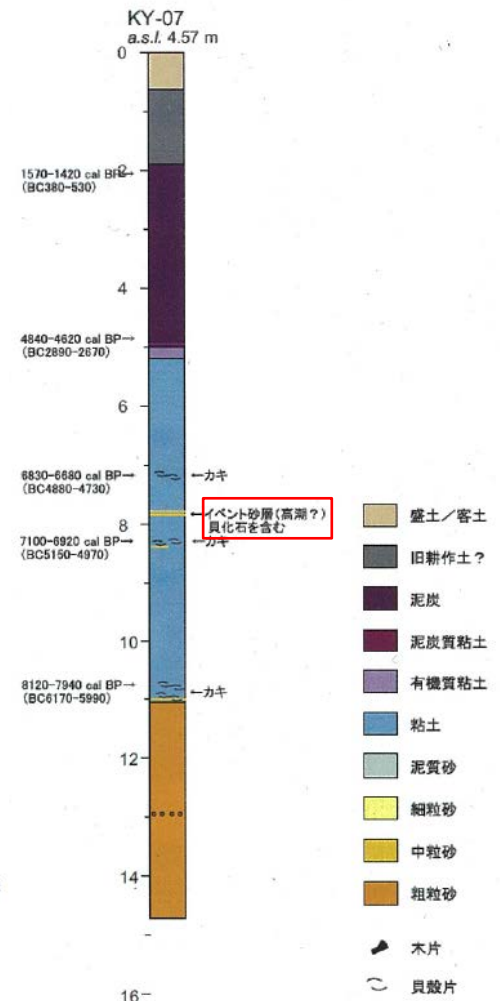 KY-07
a.s.l. 4.57 m
0
2
1570-1420 cal BP→
(BC380-530)
4
4840-4620 cal BP→
(BC2890-2670)
6
6830-6680 cal BP→
(BC4880-4730)
←カキ
←イベント砂層(高潮?)
貝化石を含む
8
7100-6920 cal BP→
(BC5150-4970)
←カキ
10
8120-7940 cal BP→
(BC6170-5990)
←カキ
12
14
16
盛土/客土
旧耕作土?
泥炭
泥炭質粘土
有機質粘土
粘土
泥質砂
細粒砂
中粒砂
粗粒砂
木片
貝殻片